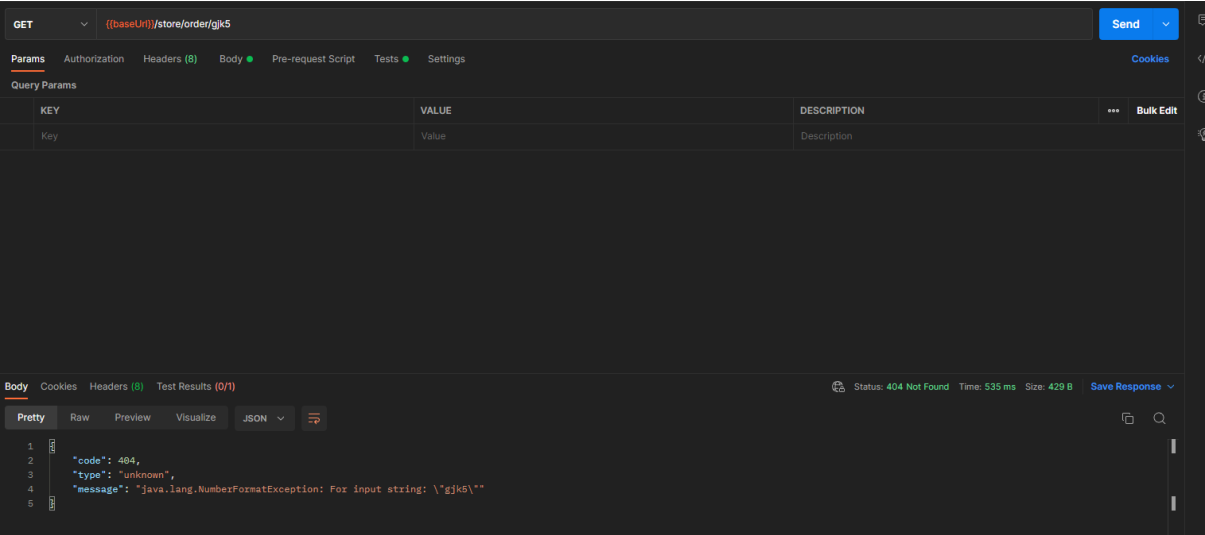 GET {{baseUrl}}/store/order/gjk5 Send
Params Authorization Headers (8) Body Pre-request Script Tests Settings Cookies
Query Params
KEY VALUE DESCRIPTION ••• Bulk Edit
Key Value Description
Body Cookies Headers (8) Test Results (0/1) Status: 404 Not Found Time: 535 ms Size: 429 B Save Response
Pretty Raw Preview Visualize JSON
1 {
2 "code": 404,
3 "type": "unknown",
4 "message": "java.lang.NumberFormatException: For input string: \"gjk5\""
5 }